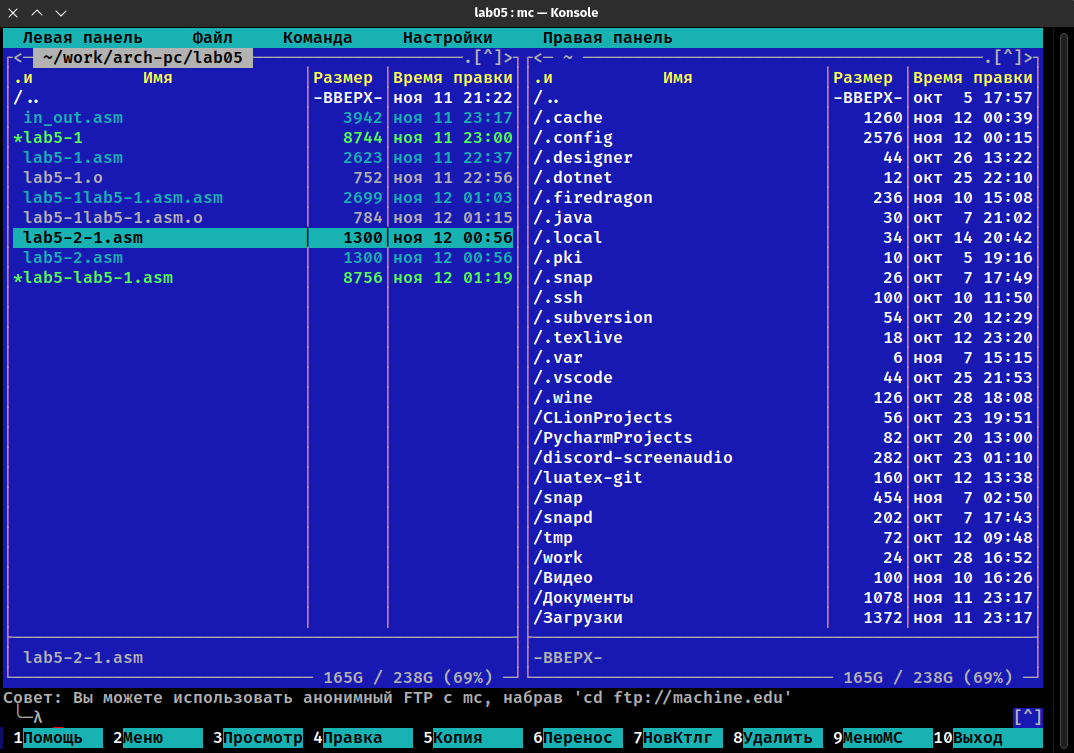 lab05 : mc — Konsole
Левая панель Файл Команда Настройки Правая панель
<─ ~/work/arch-pc/lab05 .[^]> <─ ~ .[^]>
.и Имя Размер Время правки .и Имя Размер Время правки
/.. -ВВЕРХ- ноя 11 21:22 /.. -ВВЕРХ- окт 5 17:57
in_out.asm 3942 ноя 11 23:17 /.cache 1260 ноя 12 00:39
*lab5-1 8744 ноя 11 23:00 /.config 2576 ноя 12 00:15
lab5-1.asm 2623 ноя 11 22:37 /.designer 44 окт 26 13:22
lab5-1.o 752 ноя 11 22:56 /.dotnet 12 окт 25 22:10
lab5-1lab5-1.asm.asm 2699 ноя 12 01:03 /.firedragon 236 ноя 10 15:08
lab5-1lab5-1.asm.o 784 ноя 12 01:15 /.java 30 окт 7 21:02
lab5-2-1.asm 1300 ноя 12 00:56 /.local 34 окт 14 20:42
lab5-2.asm 1300 ноя 12 00:56 /.pki 10 окт 5 19:16
*lab5-lab5-1.asm 8756 ноя 12 01:19 /.snap 26 окт 7 17:49
/.ssh 100 окт 10 11:50
/.subversion 54 окт 20 12:29
/.texlive 18 окт 12 23:20
/.var 6 ноя 7 15:15
/.vscode 44 окт 25 21:53
/.wine 126 окт 28 18:08
/CLionProjects 56 окт 23 19:51
/PycharmProjects 82 окт 20 13:00
/discord-screenaudio 282 окт 23 01:10
/luatex-git 160 окт 12 13:38
/snap 454 ноя 7 02:50
/snapd 202 окт 7 17:43
/tmp 72 окт 12 09:48
/work 24 окт 28 16:52
/Видео 100 ноя 10 16:26
/Документы 1078 ноя 11 23:17
/Загрузки 1372 ноя 11 23:17
lab5-2-1.asm -ВВЕРХ-
165G / 238G (69%) 165G / 238G (69%)
Совет: Вы можете использовать анонимный FTP с mc, набрав 'cd ftp://machine.edu'
╰─λ _ [^]
1Помощь 2Меню 3Просмотр 4Правка 5Копия 6Перенос 7НовКтлг 8Удалить 9МенюМС 10Выход